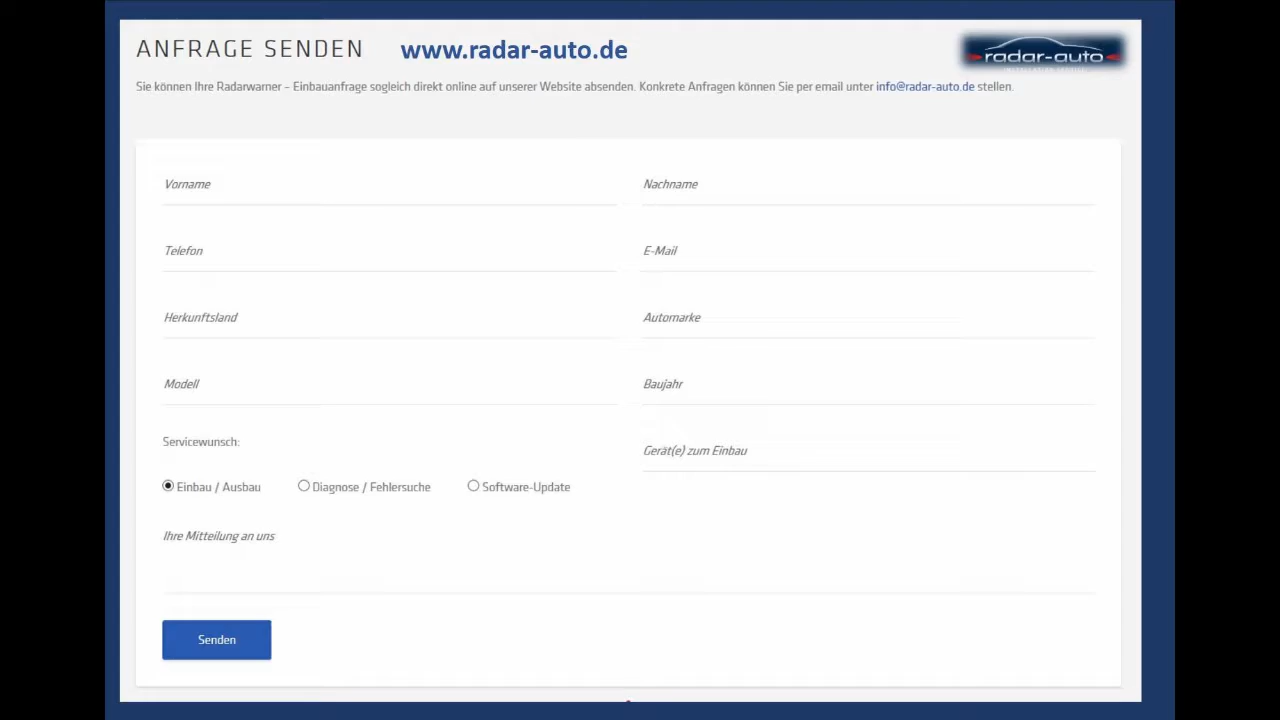 ANFRAGE SENDEN www.radar-auto.de
radar-auto
Sie können Ihre Radarwarner – Einbauanfrage sogleich direkt online auf unserer Website absenden. Konkrete Anfragen können Sie per email unter info@radar-auto.de stellen.
Vorname
Nachname
Telefon
E-Mail
Herkunftsland
Automarke
Modell
Baujahr
Servicewunsch:
Gerät(e) zum Einbau
Einbau / Ausbau
Diagnose / Fehlersuche
Software-Update
Ihre Mitteilung an uns
Senden